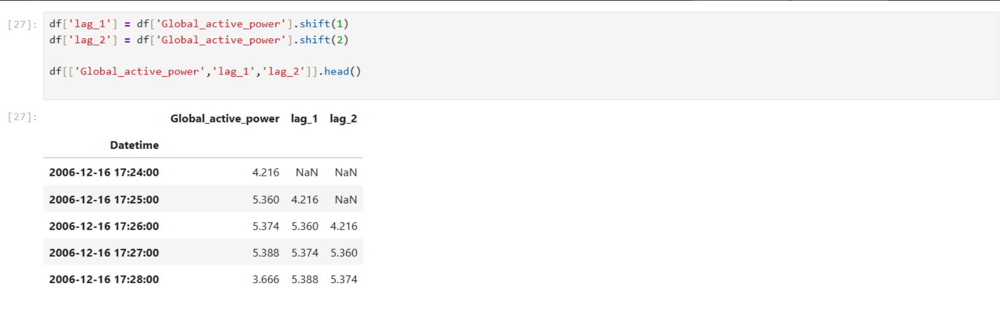 [27]: df['lag_1'] = df['Global_active_power'].shift(1)
df['lag_2'] = df['Global_active_power'].shift(2)
df[['Global_active_power','lag_1','lag_2']].head()
[27]: Global_active_power lag_1 lag_2
Datetime
2006-12-16 17:24:00 4.216 NaN NaN
2006-12-16 17:25:00 5.360 4.216 NaN
2006-12-16 17:26:00 5.374 5.360 4.216
2006-12-16 17:27:00 5.388 5.374 5.360
2006-12-16 17:28:00 3.666 5.388 5.374